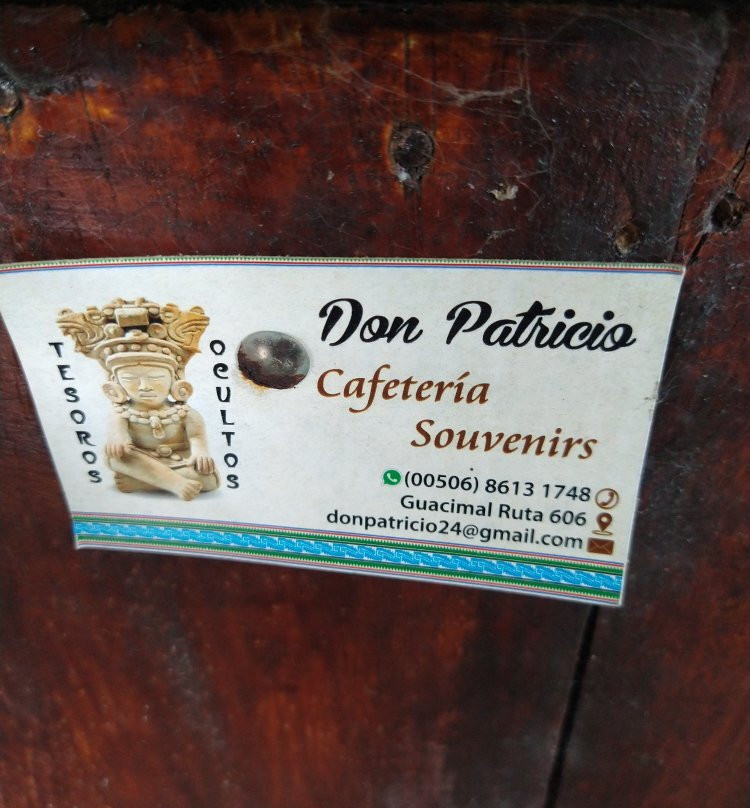 TESOROS
OCULTOS
Don Patricio
Cafetería
Souvenirs
(00506) 8613 1748
Guacimal Ruta 606
donpatricio24@gmail.com